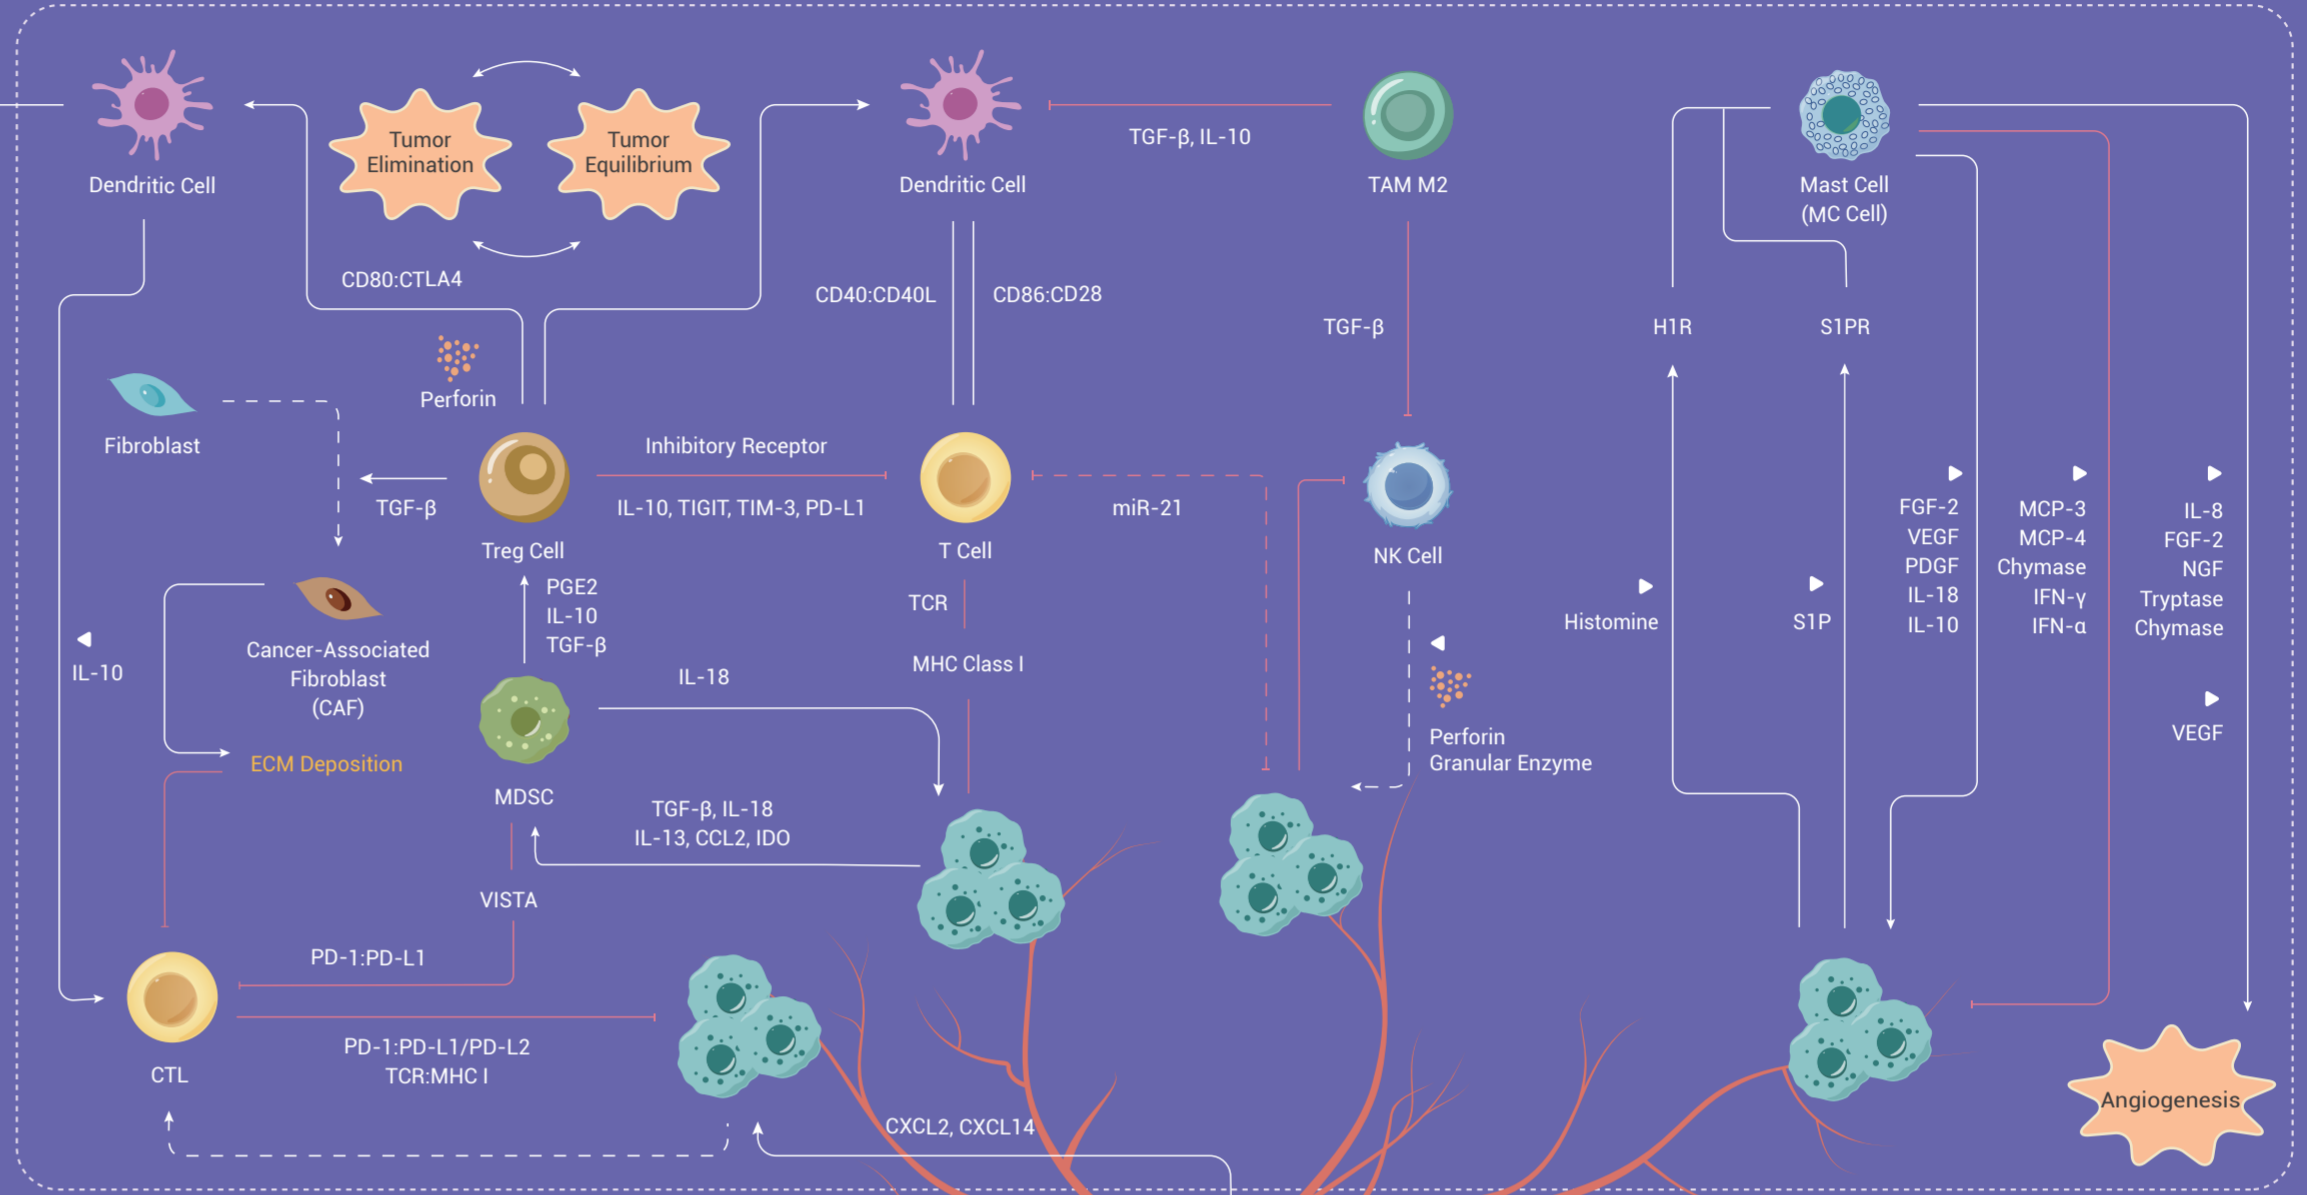 Tumor
Elimination
Tumor
Equilibrium
Dendritic Cell
CD80:CTLA4
Perforin
Dendritic Cell
TGF-β, IL-10
TAM M2
Mast Cell
(MC Cell)
CD40:CD40L
CD86:CD28
TGF-β
H1R
S1PR
Fibroblast
TGF-β
Treg Cell
Inhibitory Receptor
IL-10, TIGIT, TIM-3, PD-L1
T Cell
miR-21
NK Cell
FGF-2
VEGF
PDGF
IL-18
IL-10
MCP-3
MCP-4
Chymase
IFN-γ
IFN-α
IL-8
FGF-2
NGF
Tryptase
Chymase
VEGF
Histomine
S1P
PGE2
IL-10
TGF-β
TCR
MHC Class I
IL-10
Cancer-Associated
Fibroblast
(CAF)
ECM Deposition
IL-18
Perforin
Granular Enzyme
MDSC
TGF-β, IL-18
IL-13, CCL2, IDO
VISTA
PD-1:PD-L1
CTL
PD-1:PD-L1/PD-L2
TCR:MHC I
CXCL2, CXCL14
Angiogenesis